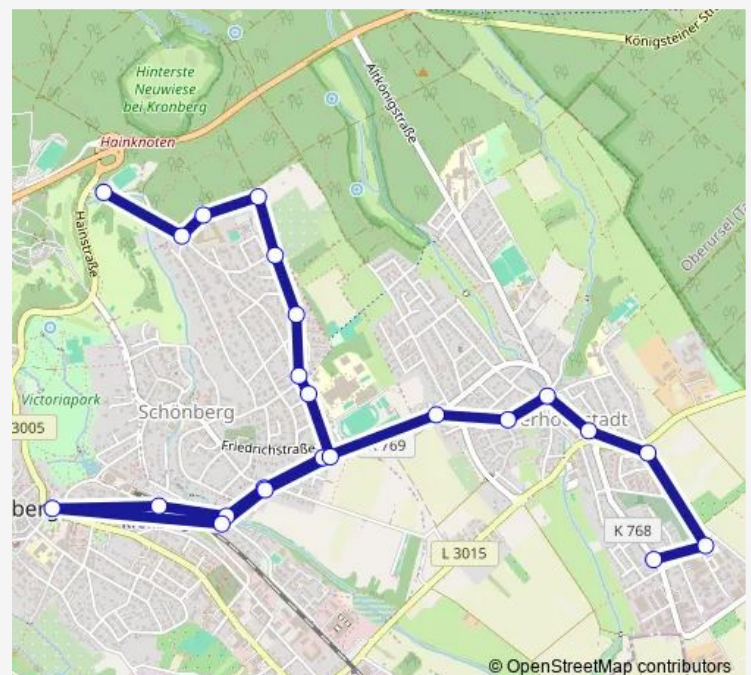 Königsteiner Str
Altkönigstraße
Hinterste
Neuwiese
bei Kronberg
Hainknoten
Hainstraße
Oberursel (Ta
Victoriapark
Schönberg
3005
Friedrichstraße
769
erhöchstadt
berg
K 768
L 3015
© OpenStreetMap contributors